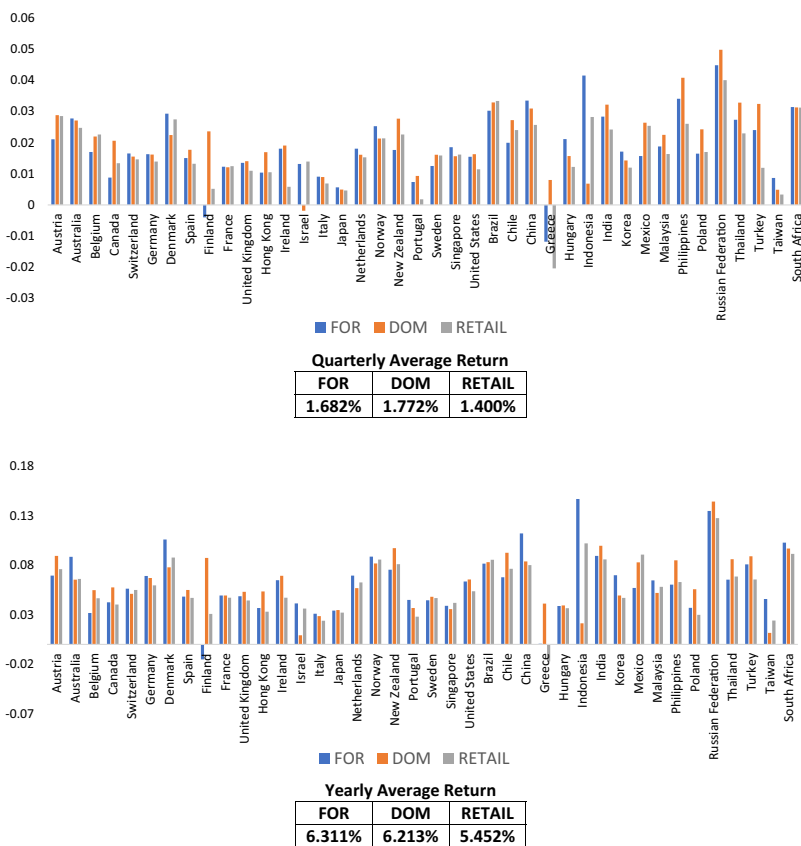 0.06
0.05
0.04
0.03
0.02
0.01
0
-0.01
-0.02
-0.03
Austria
Australia
Belgium
Canada
Switzerland
Germany
Denmark
Spain
Finland
France
United Kingdom
Hong Kong
Ireland
Israel
Italy
Japan
Netherlands
Norway
New Zealand
Portugal
Sweden
Singapore
United States
Brazil
Chile
China
Greece
Hungary
Indonesia
India
Korea
Mexico
Malaysia
Philippines
Poland
Russian Federation
Thailand
Turkey
Taiwan
South Africa
FOR DOM RETAIL
Quarterly Average Return
FOR DOM RETAIL
1.682% 1.772% 1.400%
0.18
0.13
0.08
0.03
-0.02
-0.07
Austria
Australia
Belgium
Canada
Switzerland
Germany
Denmark
Spain
Finland
France
United Kingdom
Hong Kong
Ireland
Israel
Italy
Japan
Netherlands
Norway
New Zealand
Portugal
Sweden
Singapore
United States
Brazil
Chile
China
Greece
Hungary
Indonesia
India
Korea
Mexico
Malaysia
Philippines
Poland
Russian Federation
Thailand
Turkey
Taiwan
South Africa
FOR DOM RETAIL
Yearly Average Return
FOR DOM RETAIL
6.311% 6.213% 5.452%